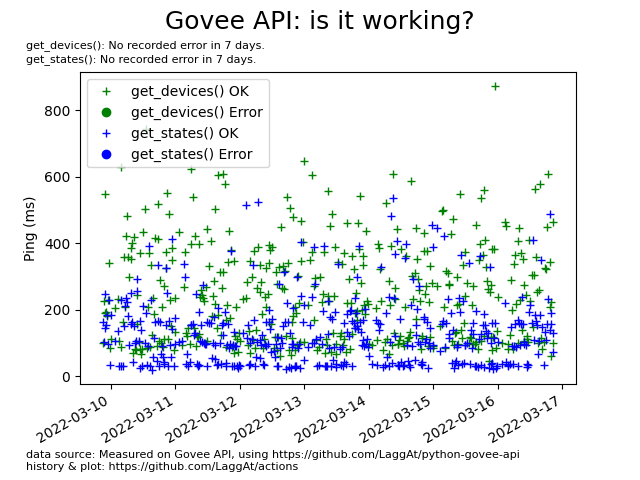 Govee API: is it working?
get_devices(): No recorded error in 7 days.
get_states(): No recorded error in 7 days.
get_devices() OK
get_devices() Error
get_states() OK
get_states() Error
Ping (ms)
800
600
400
200
0
2022-03-10
2022-03-11
2022-03-12
2022-03-13
2022-03-14
2022-03-15
2022-03-16
2022-03-17
data source: Measured on Govee API, using https://github.com/LaggAt/python-govee-api
history & plot: https://github.com/LaggAt/actions